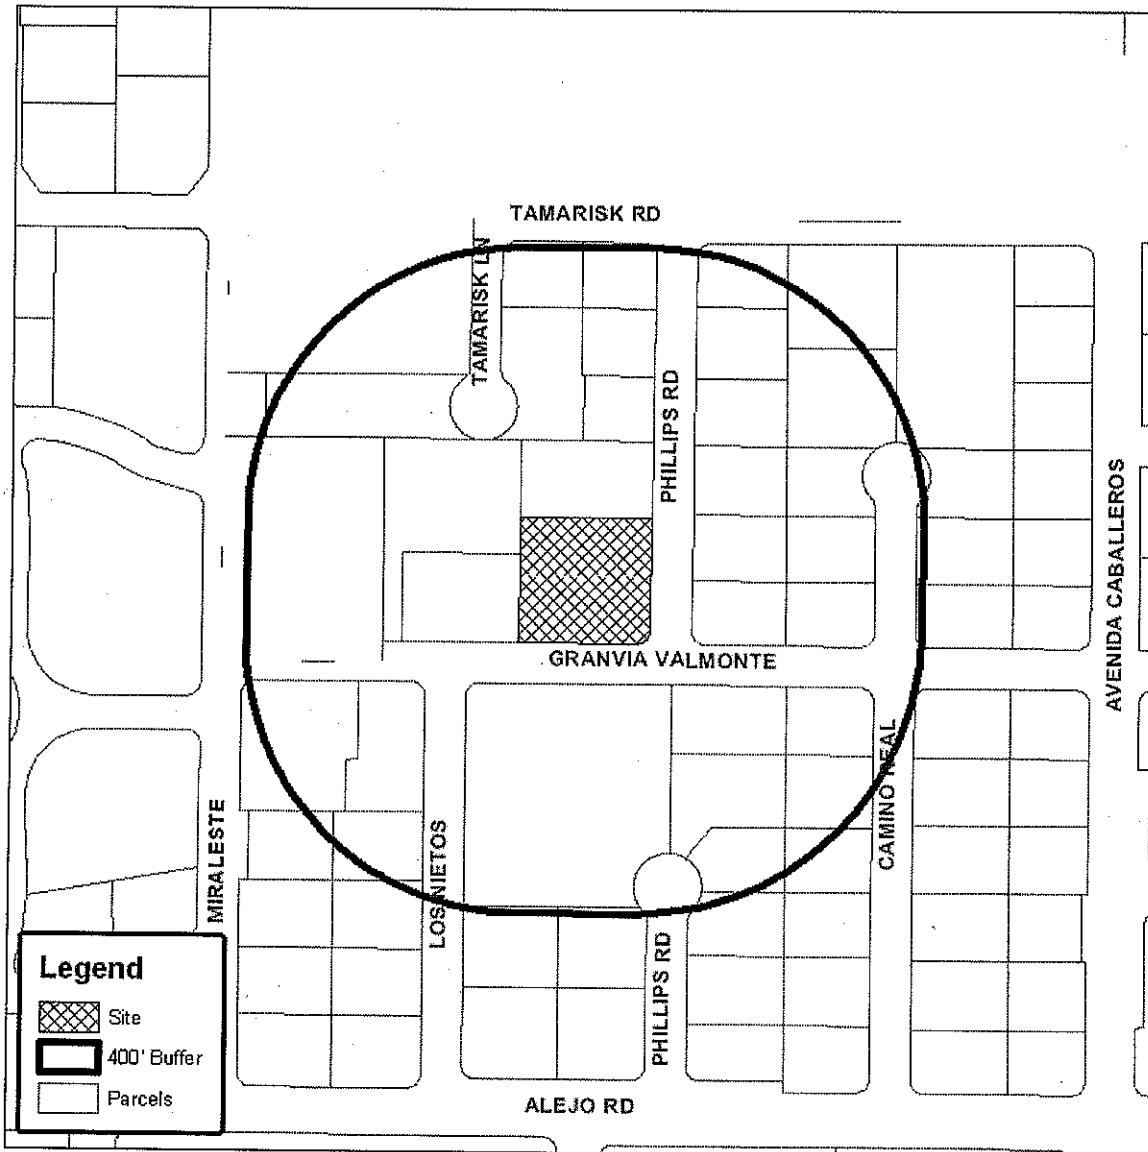 TAMARISK RD
TAMARISK LN
PHILLIPS RD
AVENIDA CABALLEROS
GRANVIA VALMONTE
CAMINO REAL
MIRALESTE
LOS NIETOS
PHILLIPS RD
ALEJO RD
Legend
Site
400' Buffer
Parcels